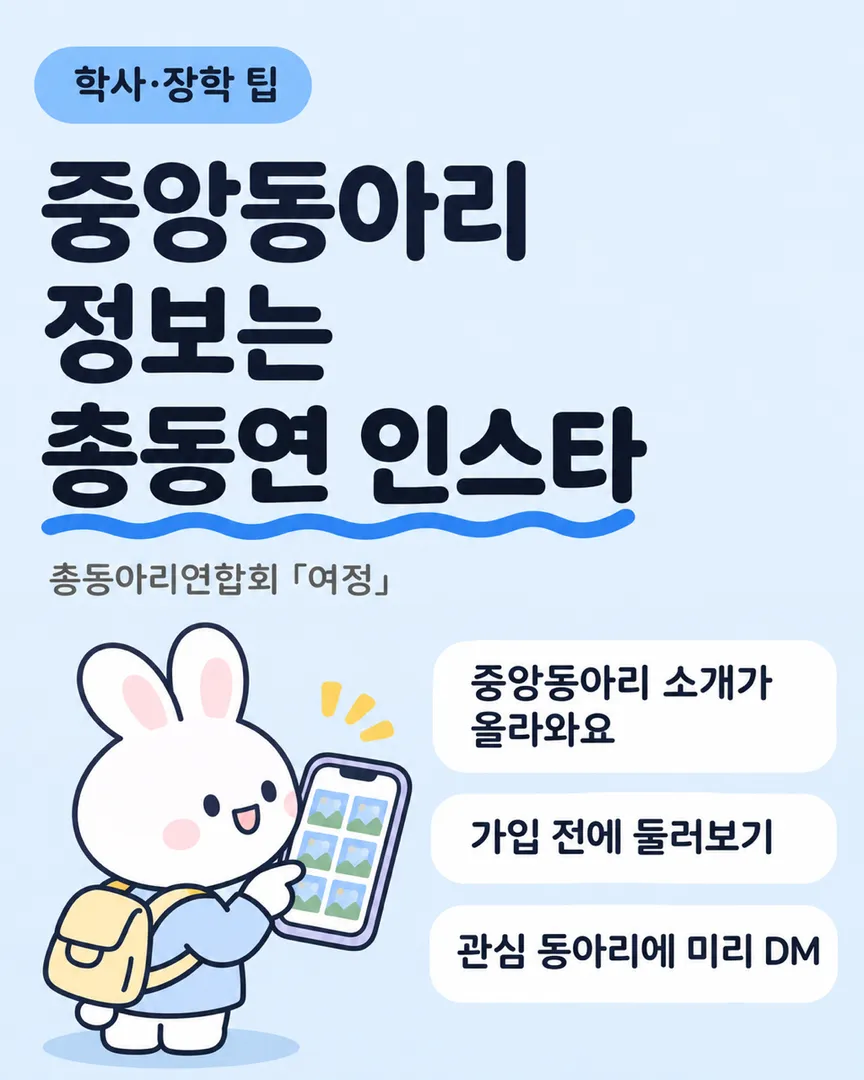 학사·장학 팁
중앙동아리
정보는
총동연 인스타
총동아리연합회 「여정」
중앙동아리 소개가
올라와요
가입 전에 둘러보기
관심 동아리에 미리 DM